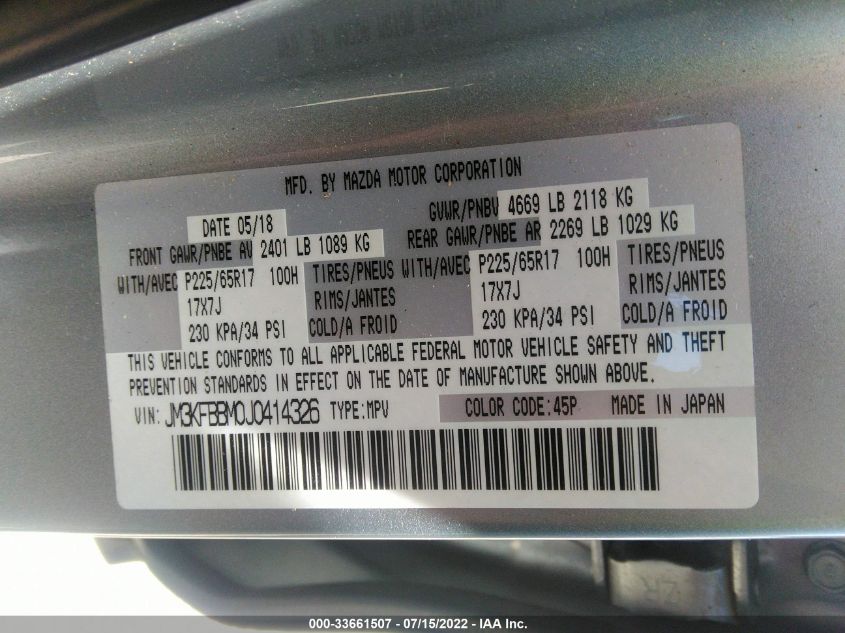 MFD. BY MAZDA MOTOR CORPORATION
DATE 05/18 GVWR/PNBV 4669 LB 2118 KG
FRONT GAWR/PNBE AV 2401 LB 1089 KG REAR GAWR/PNBE AR 2269 LB 1029 KG
WITH/AVEC P225/65R17 100H TIRES/PNEUS WITH/AVEC P225/65R17 100H TIRES/PNEUS
17X7J RIMS/JANTES 17X7J RIMS/JANTES
230 KPA/34 PSI COLD/A FROID 230 KPA/34 PSI COLD/A FROID
THIS VEHICLE CONFORMS TO ALL APPLICABLE FEDERAL MOTOR VEHICLE SAFETY AND THEFT
PREVENTION STANDARDS IN EFFECT ON THE DATE OF MANUFACTURE SHOWN ABOVE.
VIN: JM3KFBBM0J0414326 TYPE:MPV COLOR CODE:45P MADE IN JAPAN
ZR
000-33661507 - 07/15/2022 - IAA Inc.